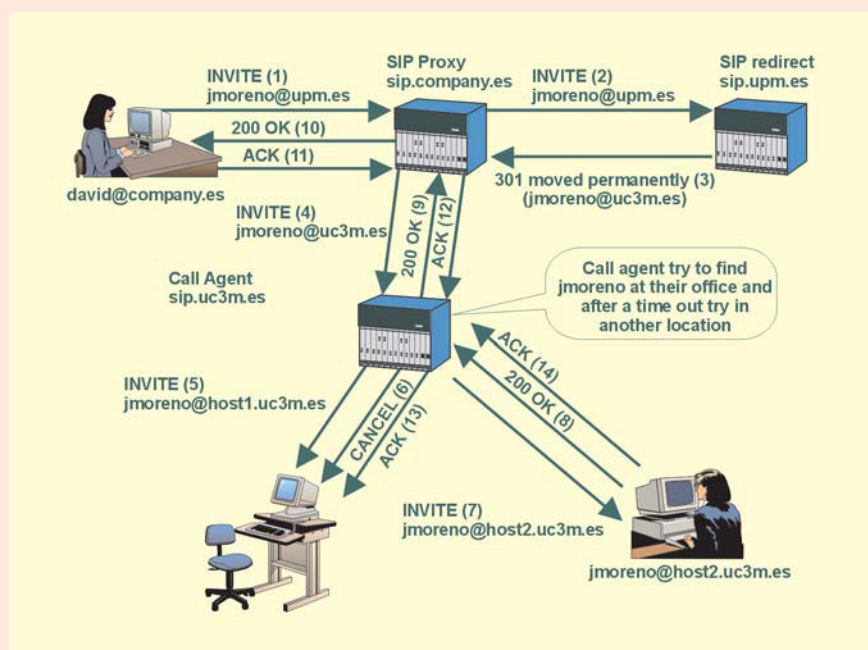 SIP Proxy
sip.company.es
SIP redirect
sip.upm.es
INVITE (1)
jmoreno@upm.es
INVITE (2)
jmoreno@upm.es
200 OK (10)
ACK (11)
301 moved permanently (3)
(jmoreno@uc3m.es)
david@company.es
INVITE (4)
jmoreno@uc3m.es
200 OK (9)
ACK (12)
Call Agent
sip.uc3m.es
Call agent try to find
jmoreno at their office and
after a time out try in
another location
INVITE (5)
jmoreno@host1.uc3m.es
CANCEL (6)
ACK (13)
ACK (14)
200 OK (8)
INVITE (7)
jmoreno@host2.uc3m.es
jmoreno@host2.uc3m.es